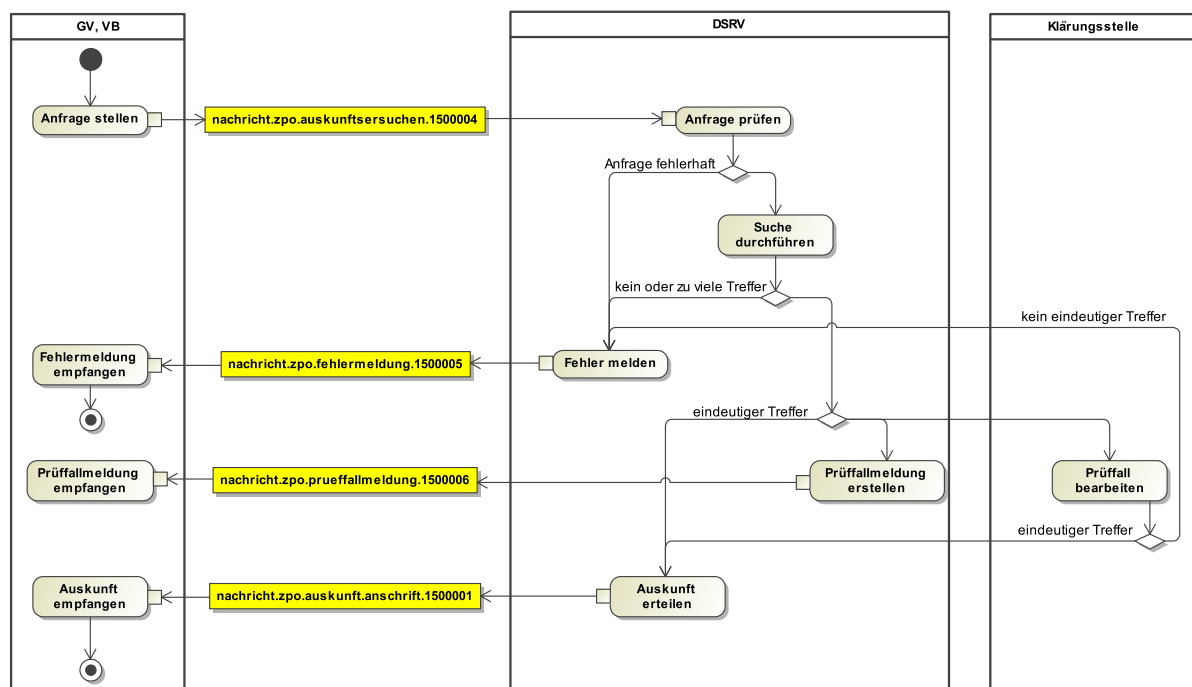 GV, VB
DSRV
Klärungsstelle
Anfrage stellen
nachricht.zpo.auskunftsersuchen.1500004
Anfrage prüfen
Anfrage fehlerhaft
Suche
durchführen
kein oder zu viele Treffer
kein eindeutiger Treffer
Fehlermeldung
empfangen
nachricht.zpo.fehlermeldung.1500005
Fehler melden
eindeutiger Treffer
Prüffallmeldung
empfangen
nachricht.zpo.prueffallmeldung.1500006
Prüffallmeldung
erstellen
Prüffall
bearbeiten
eindeutiger Treffer
Auskunft
empfangen
nachricht.zpo.auskunft.anschrift.1500001
Auskunft
erteilen